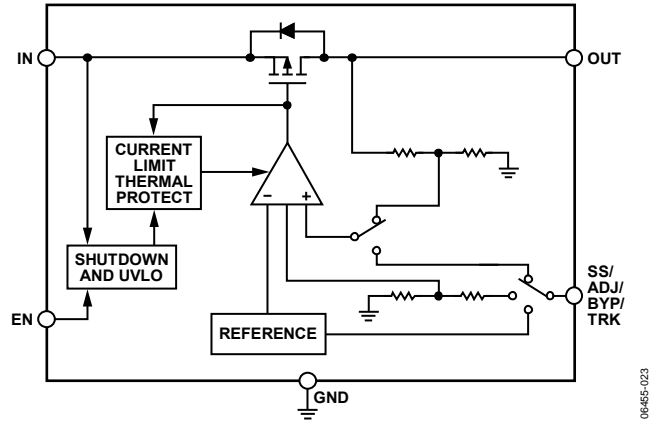 IN
OUT
CURRENT
LIMIT
THERMAL
PROTECT
– +
SHUTDOWN
AND UVLO
SS/
ADJ/
BYP/
TRK
EN
REFERENCE
GND
06455-023